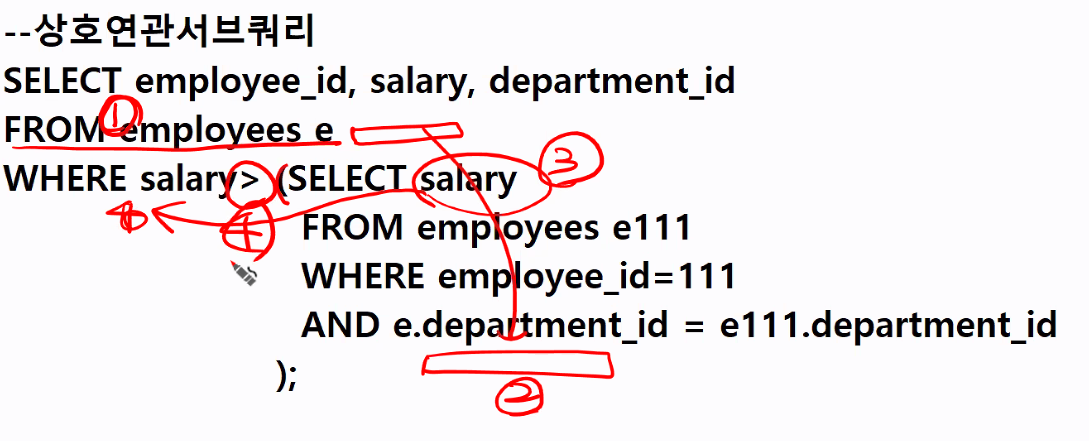 --상호연관서브쿼리
SELECT employee_id, salary, department_id
①
FROM employees e
WHERE salary> (SELECT salary ③
④
FROM employees e111
WHERE employee_id=111
AND e.department_id = e111.department_id
);
②